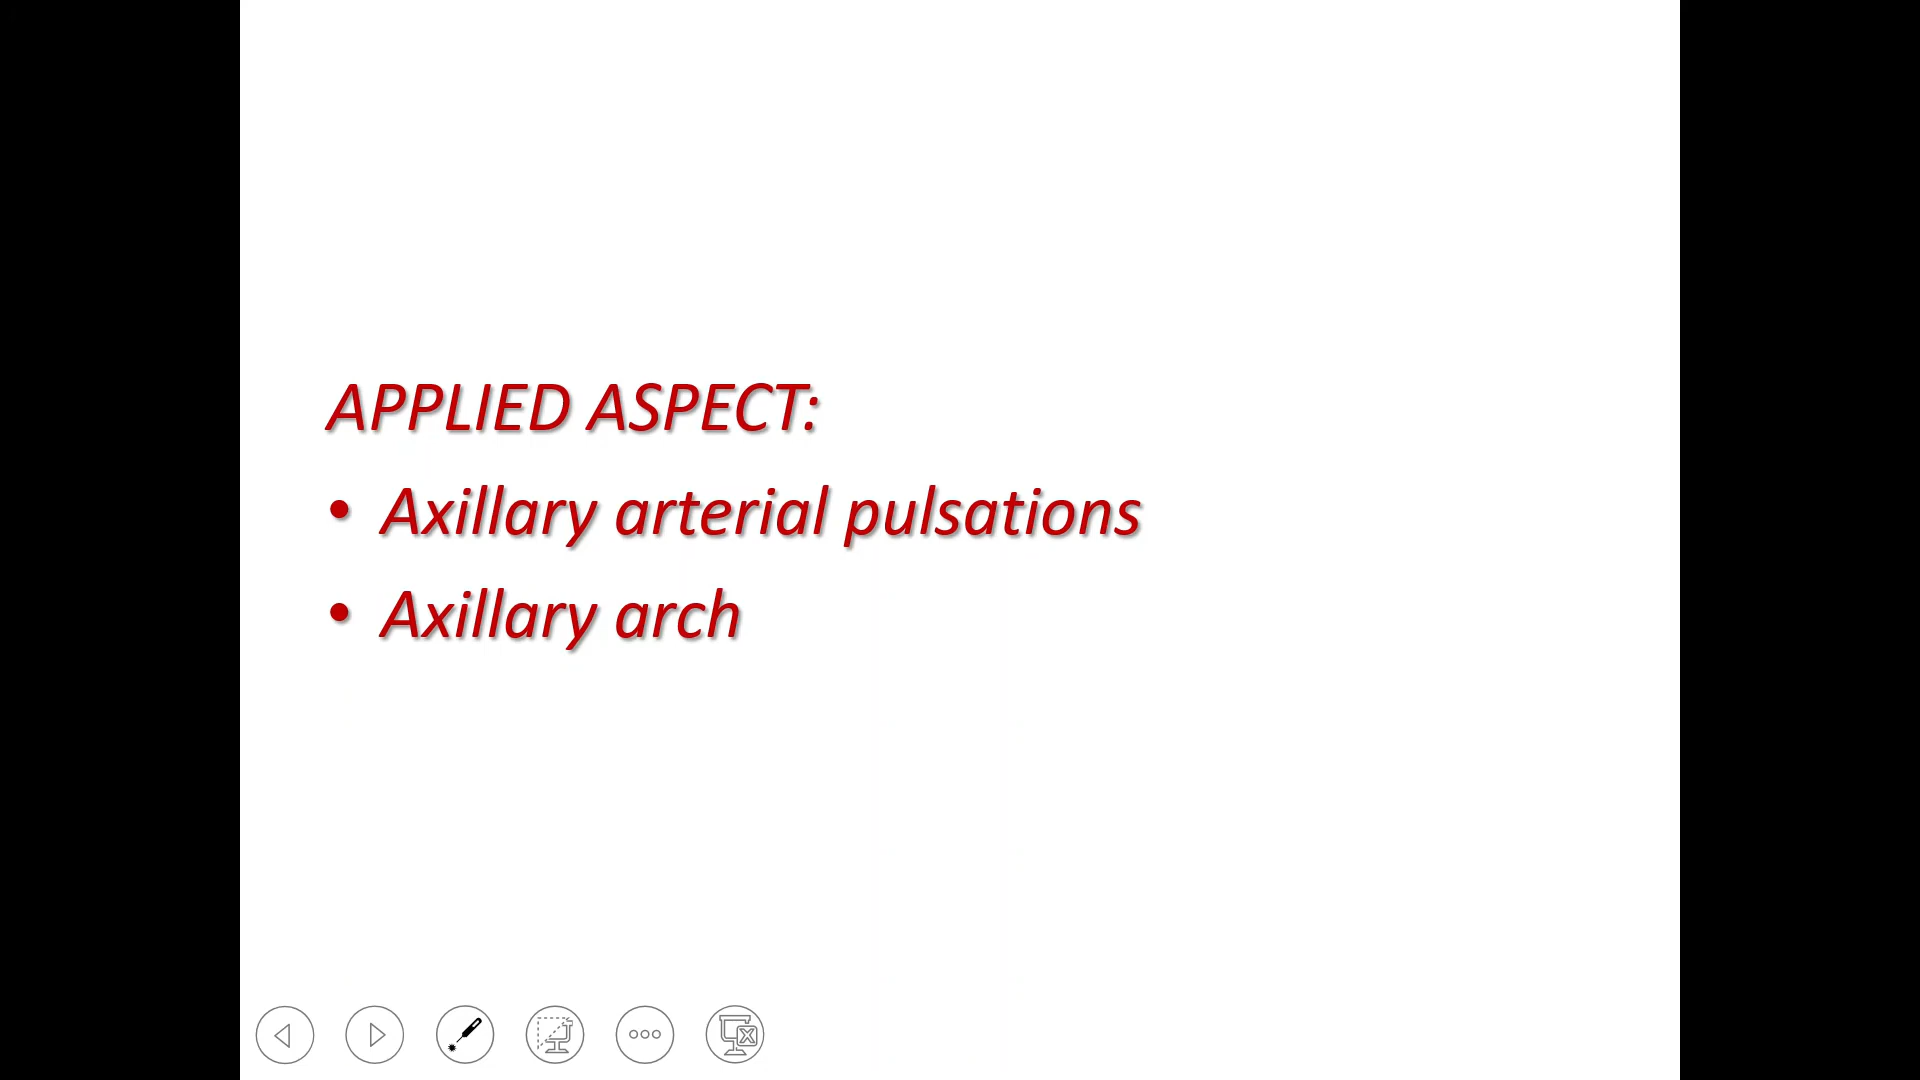 APPLIED ASPECT:
• Axillary arterial pulsations
• Axillary arch